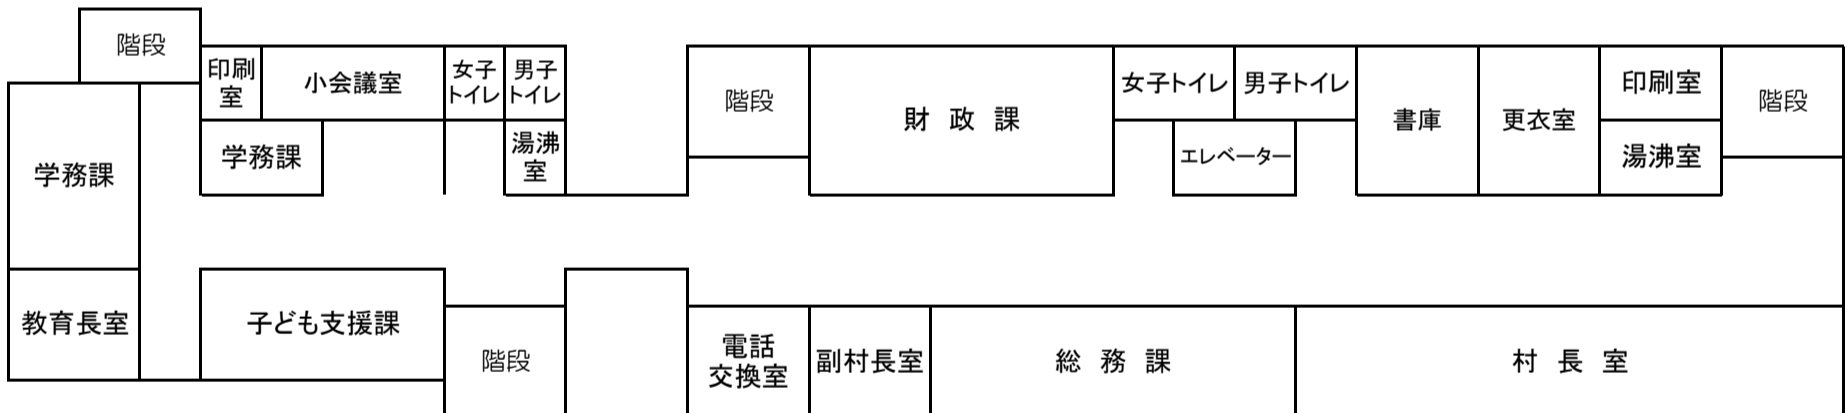 階段
印刷
室
小会議室
女子
トイレ
男子
トイレ
学務課
湯沸
室
学務課
教育長室
子ども支援課
階段
階段
財 政 課
女子トイレ
男子トイレ
エレベーター
書庫
更衣室
印刷室
湯沸室
階段
電話
交換室
副村長室
総 務 課
村 長 室